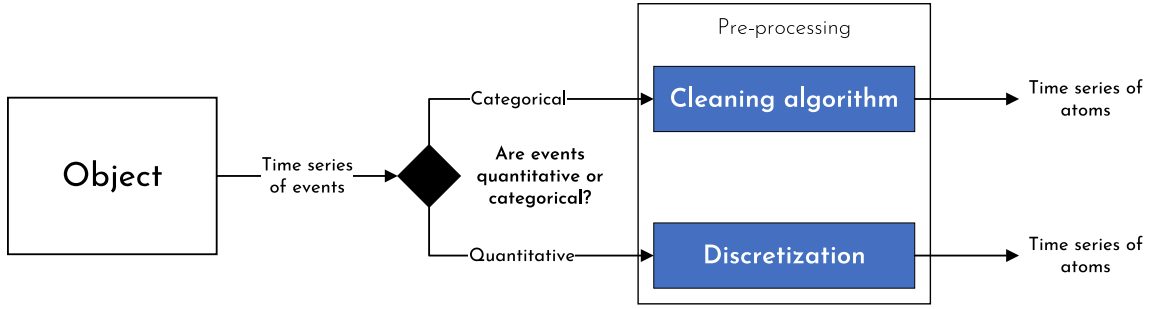 Object
Time series
of events
Categorical
Are events
quantitative or
categorical?
Quantitative
Pre-processing
Cleaning algorithm
Discretization
Time series of
atoms
Time series of
atoms